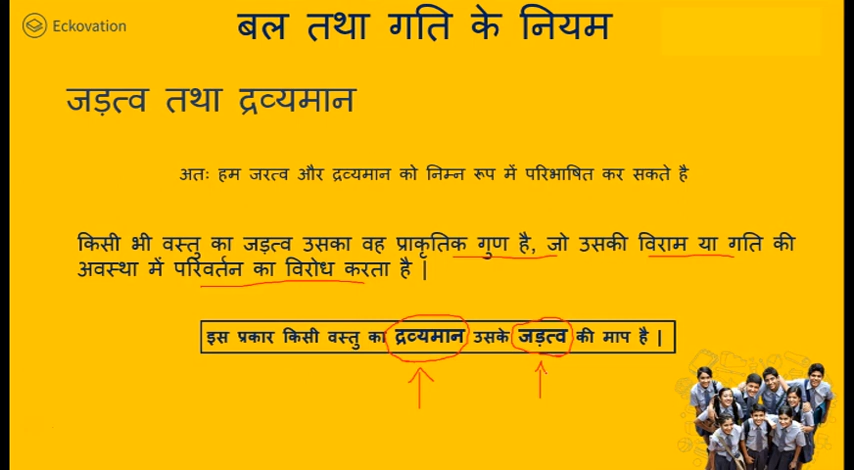 Eckovation
बल तथा गति के नियम
जड़त्व तथा द्रव्यमान
अतः हम जरत्व और द्रव्यमान को निम्न रूप में परिभाषित कर सकते है
किसी भी वस्तु का जड़त्व उसका वह प्राकृतिक गुण है, जो उसकी विराम या गति की
अवस्था में परिवर्तन का विरोध करता है |
इस प्रकार किसी वस्तु का द्रव्यमान उसके जड़त्व की माप है |